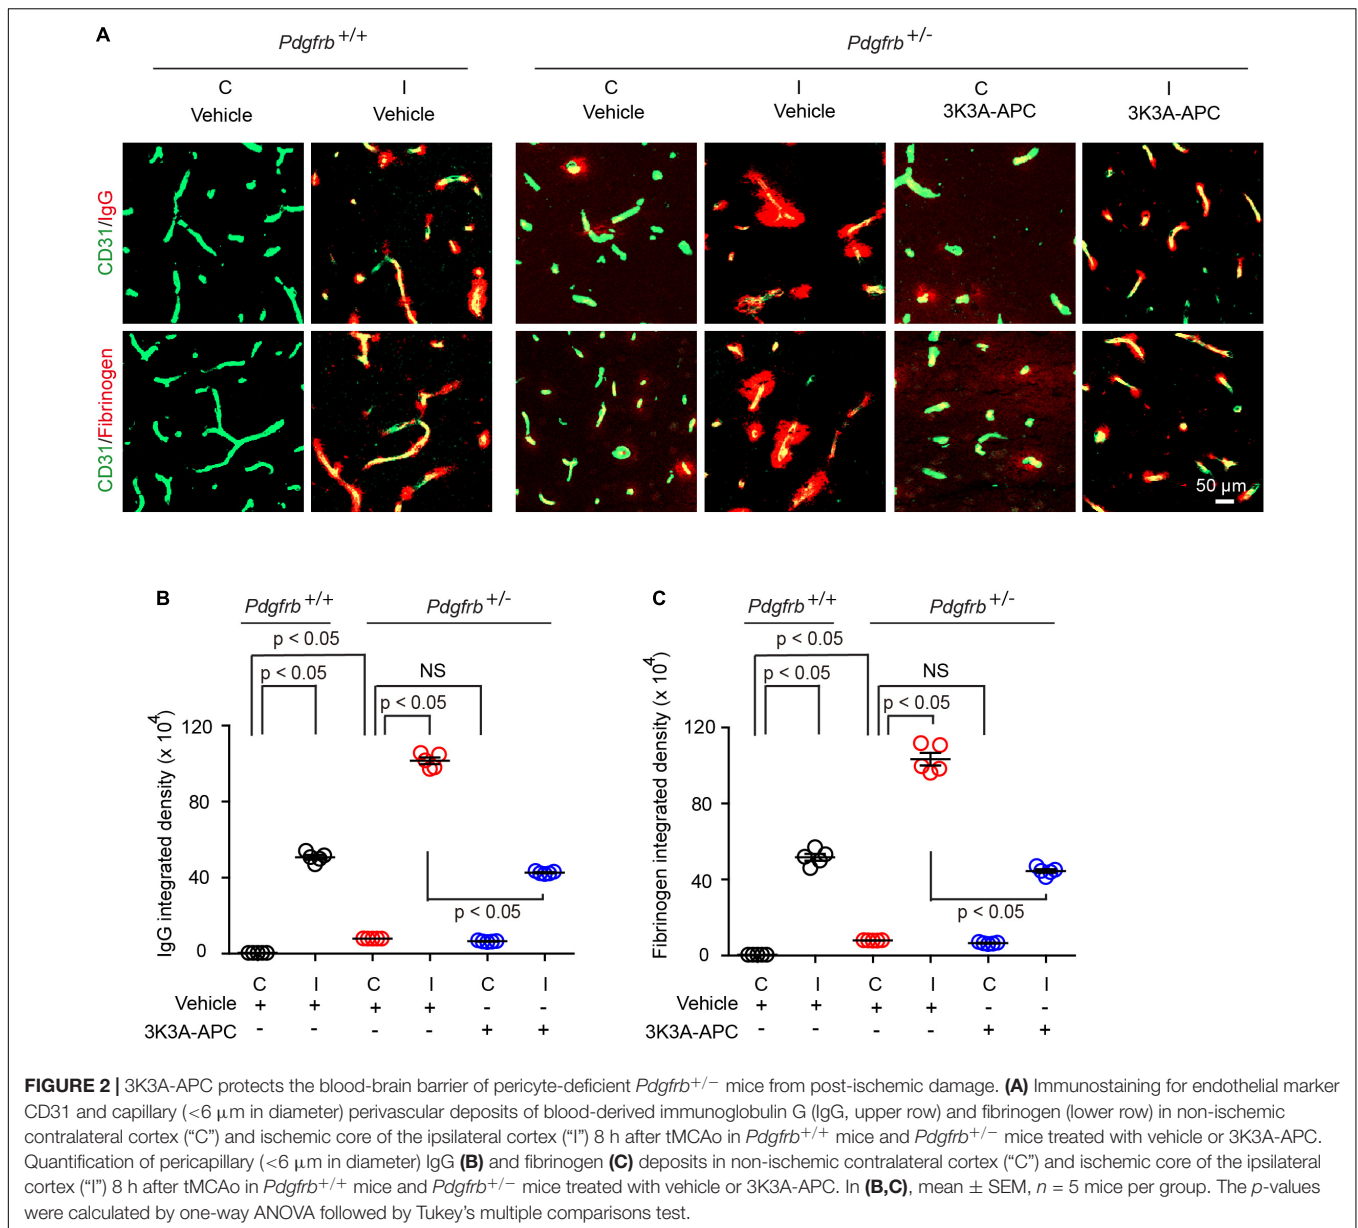 A
Pdgfrb +/+
Pdgfrb +/-
C I C I C I
Vehicle Vehicle Vehicle Vehicle 3K3A-APC 3K3A-APC
CD31/IgG
CD31/Fibrinogen
50 µm
B
Pdgfrb +/+ Pdgfrb +/-
p < 0.05
p < 0.05
NS
p < 0.05
p < 0.05
IgG integrated density (x 10^4)
120
80
40
0
C I C I C I
Vehicle + + + + - -
3K3A-APC - - - - + +
C
Pdgfrb +/+ Pdgfrb +/-
p < 0.05
p < 0.05
NS
p < 0.05
p < 0.05
Fibrinogen integrated density (x 10^4)
120
80
40
0
C I C I C I
Vehicle + + + + - -
3K3A-APC - - - - + +
FIGURE 2 | 3K3A-APC protects the blood-brain barrier of pericyte-deficient Pdgfrb+/− mice from post-ischemic damage. (A) Immunostaining for endothelial marker
CD31 and capillary (<6 µm in diameter) perivascular deposits of blood-derived immunoglobulin G (IgG, upper row) and fibrinogen (lower row) in non-ischemic
contralateral cortex (“C”) and ischemic core of the ipsilateral cortex (“I”) 8 h after tMCAo in Pdgfrb+/+ mice and Pdgfrb+/− mice treated with vehicle or 3K3A-APC.
Quantification of pericapillary (<6 µm in diameter) IgG (B) and fibrinogen (C) deposits in non-ischemic contralateral cortex (“C”) and ischemic core of the ipsilateral
cortex (“I”) 8 h after tMCAo in Pdgfrb+/+ mice and Pdgfrb+/− mice treated with vehicle or 3K3A-APC. In (B,C), mean ± SEM, n = 5 mice per group. The p-values
were calculated by one-way ANOVA followed by Tukey’s multiple comparisons test.